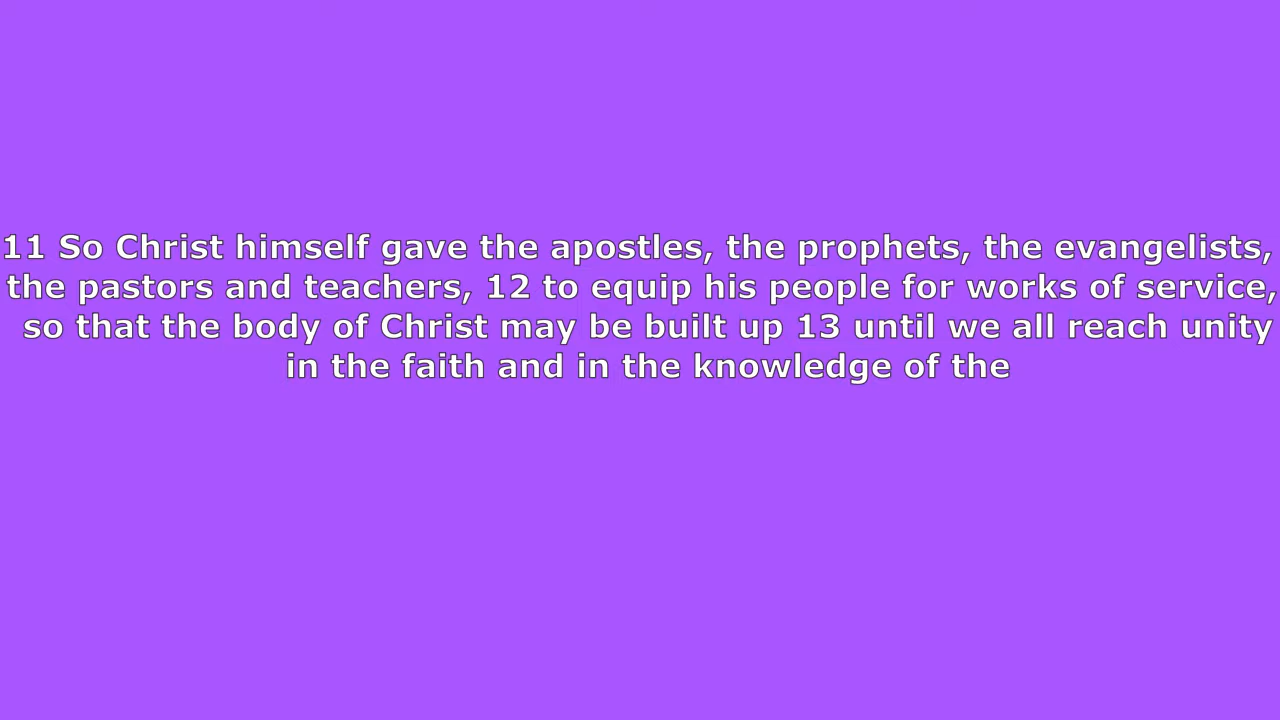 11 So Christ himself gave the apostles, the prophets, the evangelists,
the pastors and teachers, 12 to equip his people for works of service,
so that the body of Christ may be built up 13 until we all reach unity
in the faith and in the knowledge of the